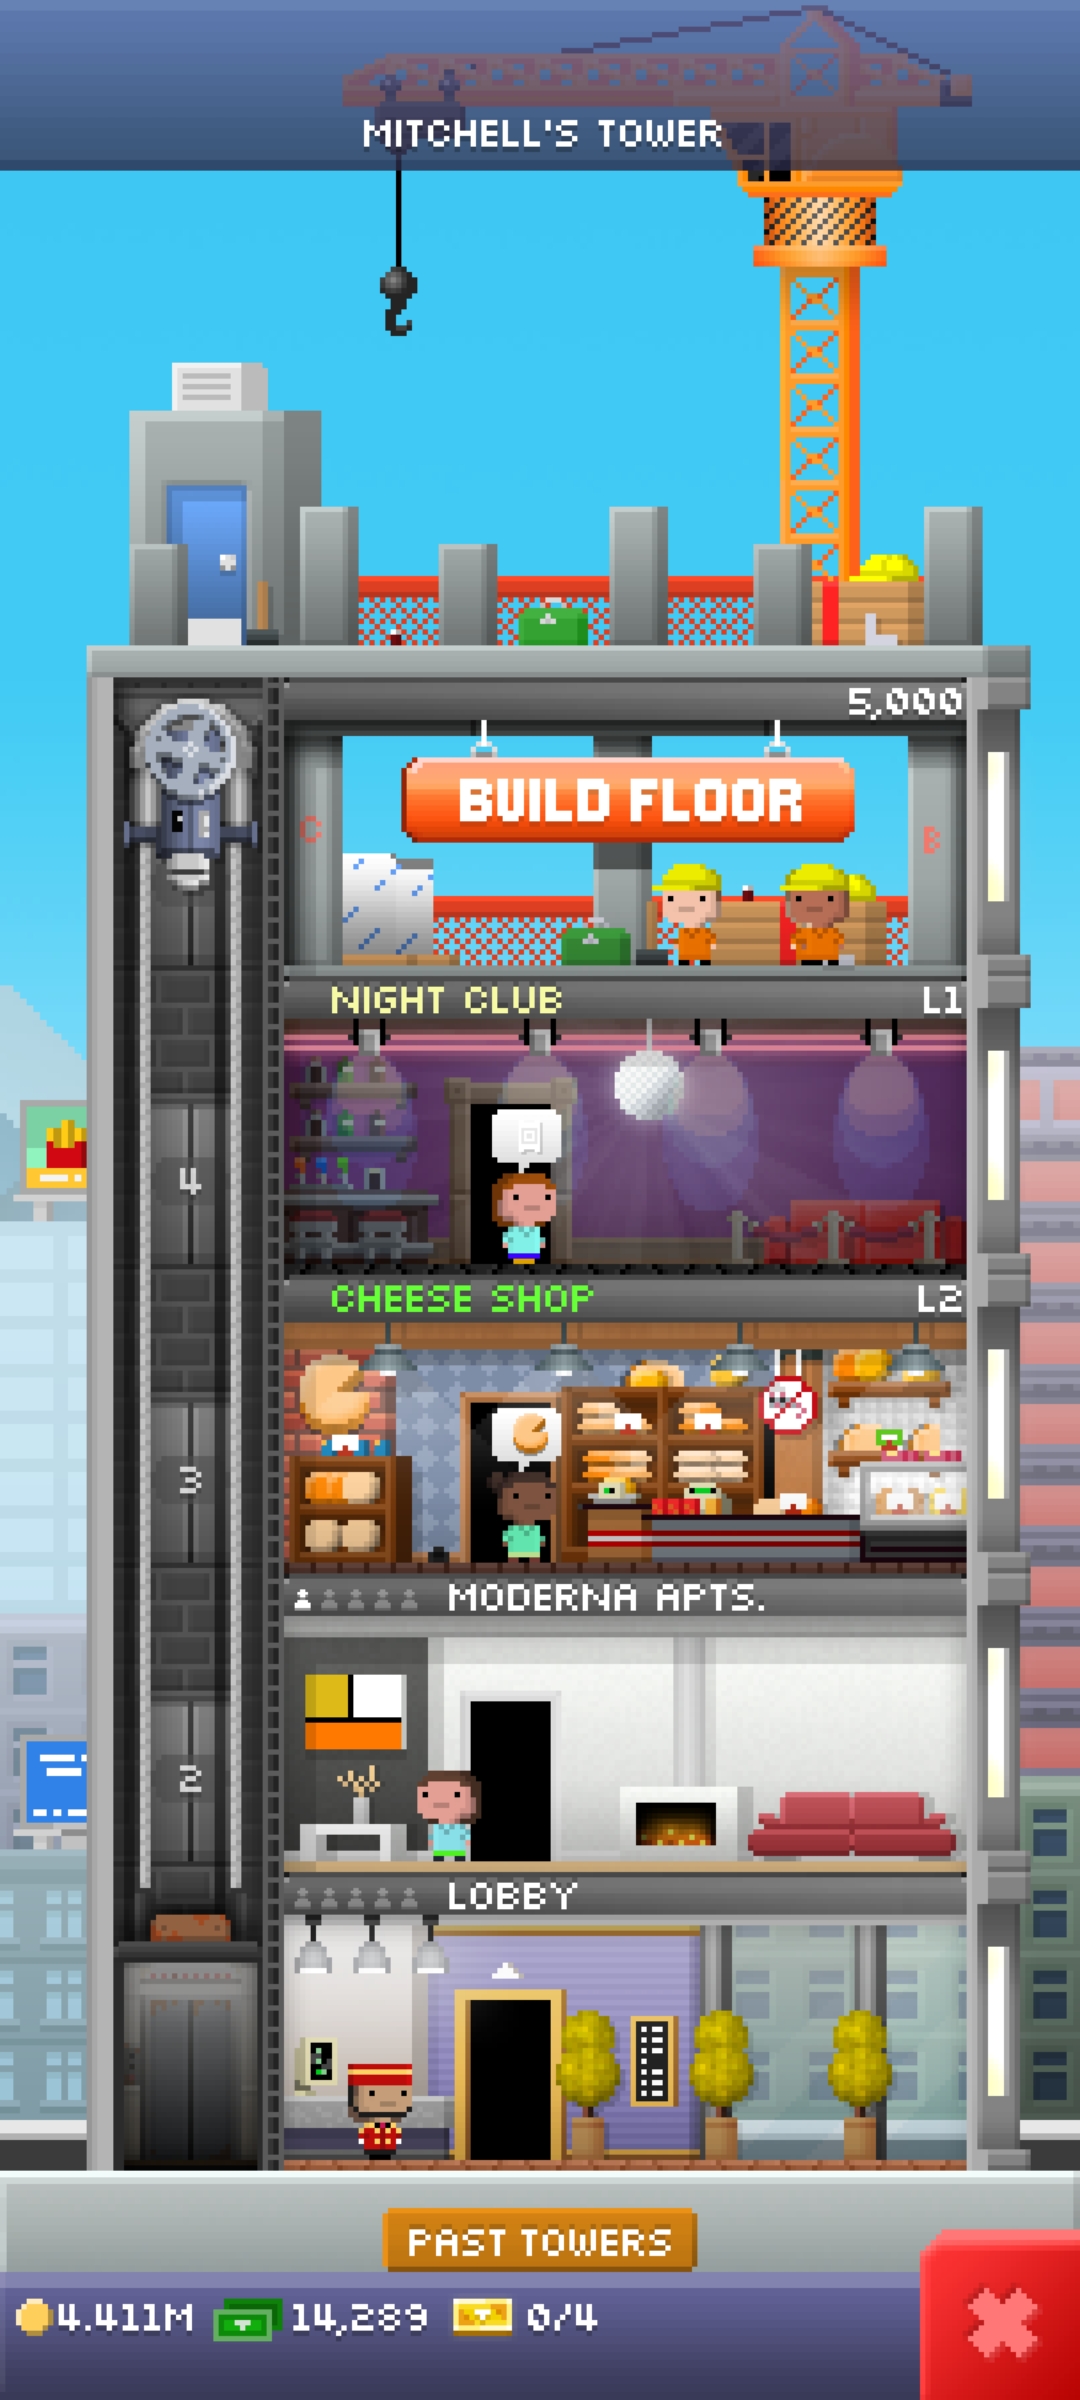 MITCHELL'S TOWER
5,000
BUILD FLOOR
C
B
NIGHT CLUB
L1
4
CHEESE SHOP
L2
3
MODERNA APTS.
2
LOBBY
PAST TOWERS
4.411M
14,289
0/4